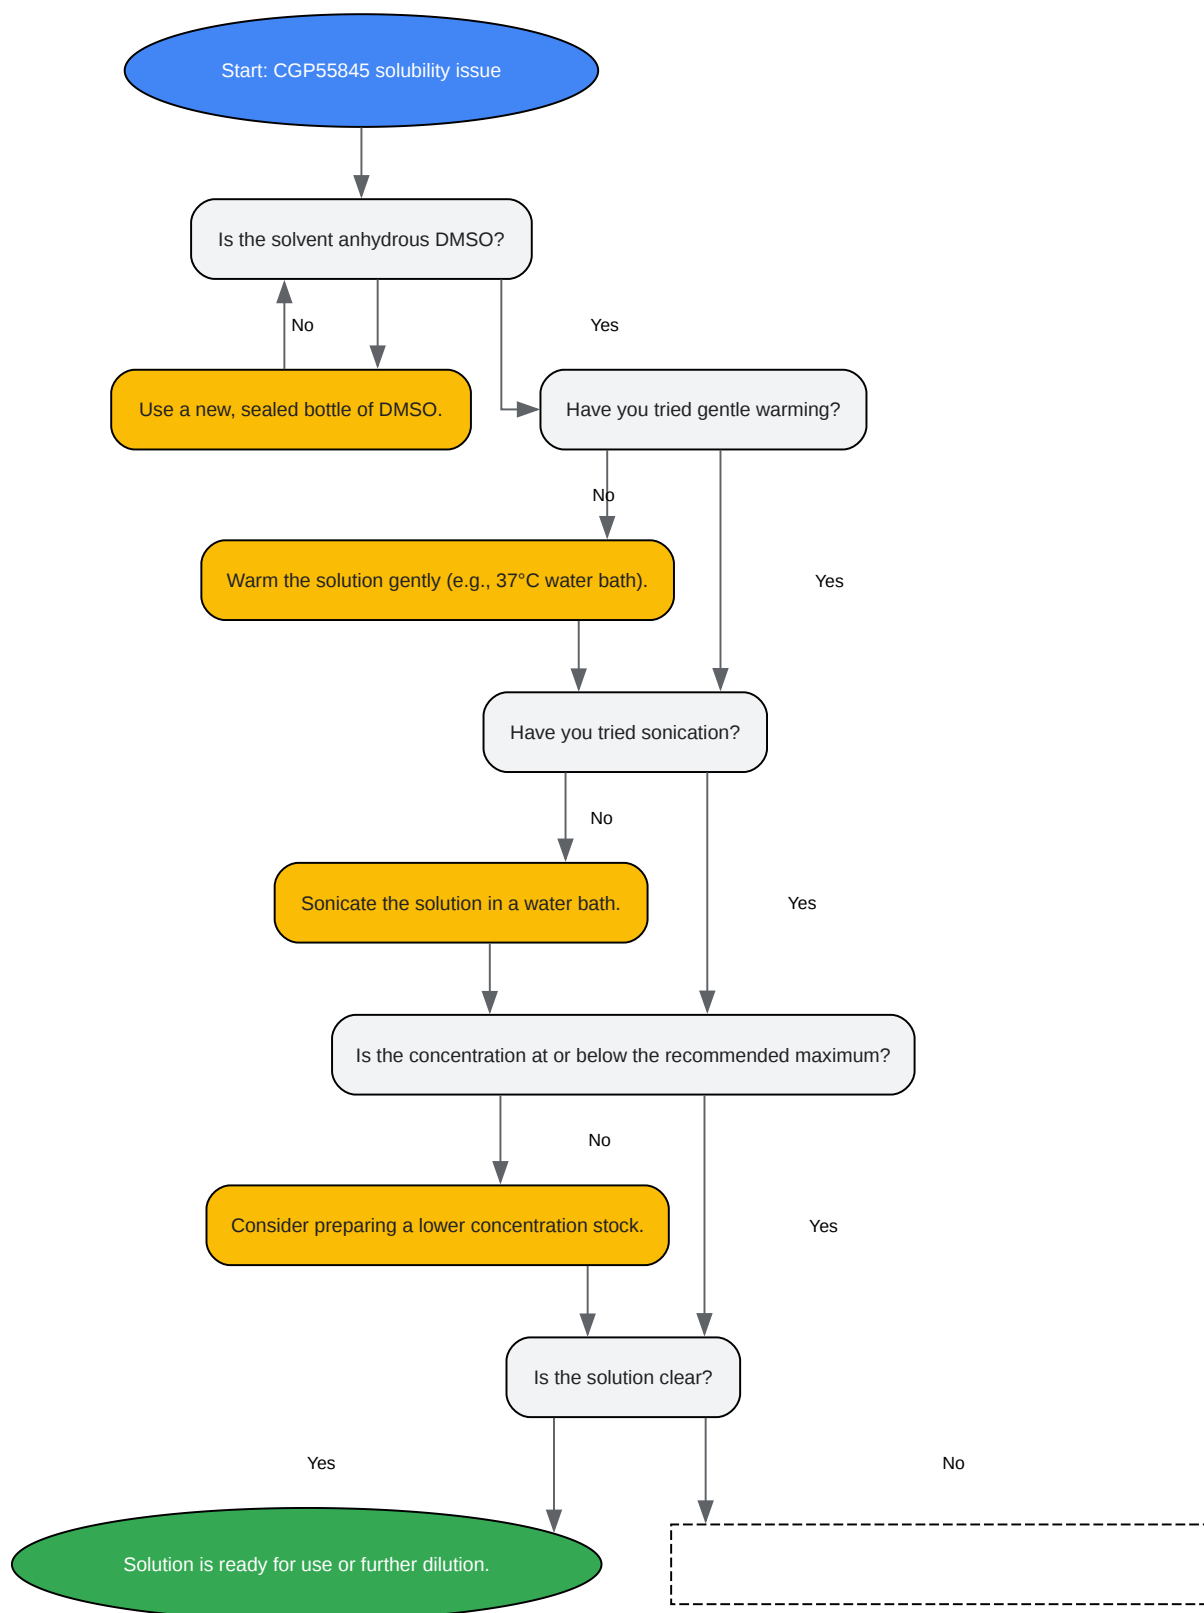 Start: CGP55845 solubility issue
Is the solvent anhydrous DMSO?
No
Yes
Use a new, sealed bottle of DMSO.
Have you tried gentle warming?
No
Warm the solution gently (e.g., 37°C water bath).
Yes
Have you tried sonication?
No
Sonicate the solution in a water bath.
Yes
Is the concentration at or below the recommended maximum?
No
Consider preparing a lower concentration stock.
Yes
Is the solution clear?
Yes
No
Solution is ready for use or further dilution.